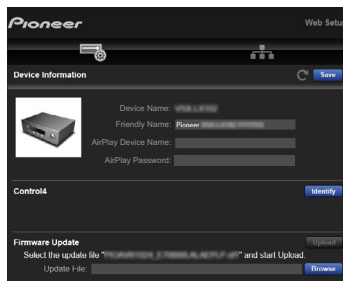 Pioneer
Web Setu
Device Information
Save
Device Name:
Friendly Name: Pioneer
AirPlay Device Name:
AirPlay Password:
Control4
Identify
Firmware Update
Upload
Select the update file "        " and start Upload.
Update File:
Browse